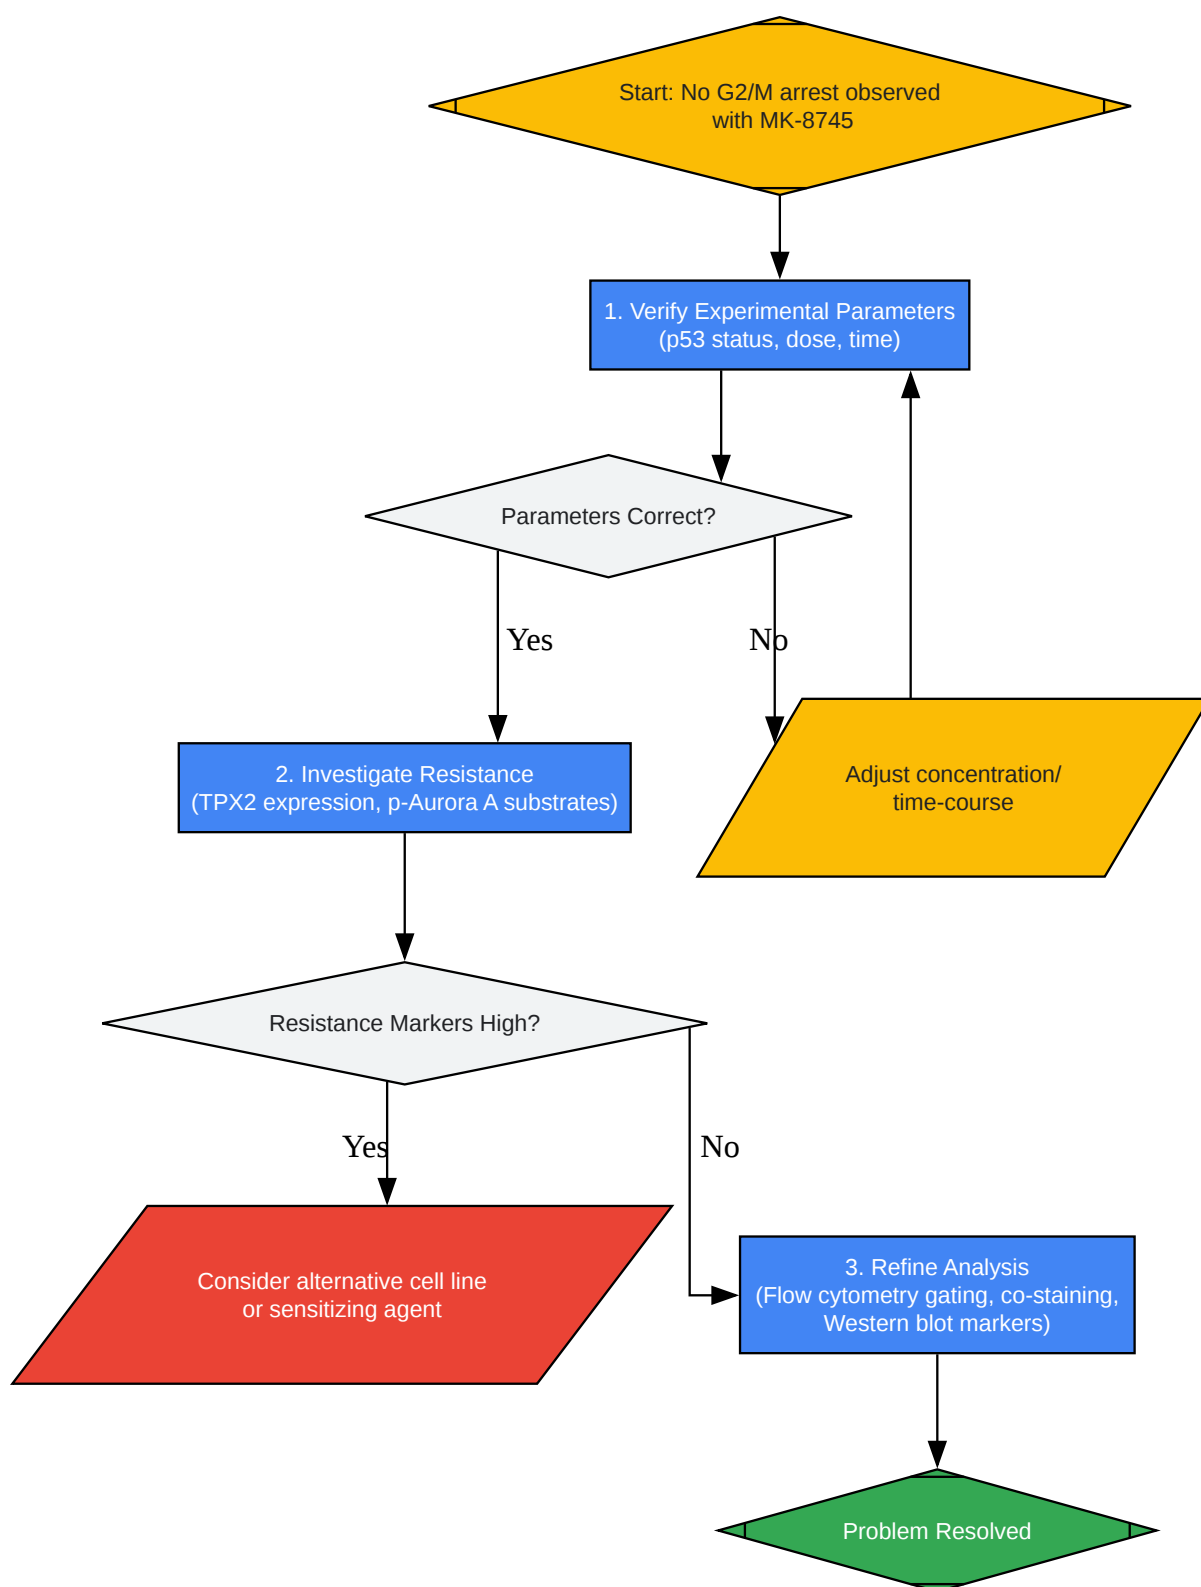 Start: No G2/M arrest observed
with MK-8745
1. Verify Experimental Parameters
(p53 status, dose, time)
Parameters Correct?
Yes
No
2. Investigate Resistance
(TPX2 expression, p-Aurora A substrates)
Adjust concentration/
time-course
Resistance Markers High?
Yes
No
Consider alternative cell line
or sensitizing agent
3. Refine Analysis
(Flow cytometry gating, co-staining,
Western blot markers)
Problem Resolved